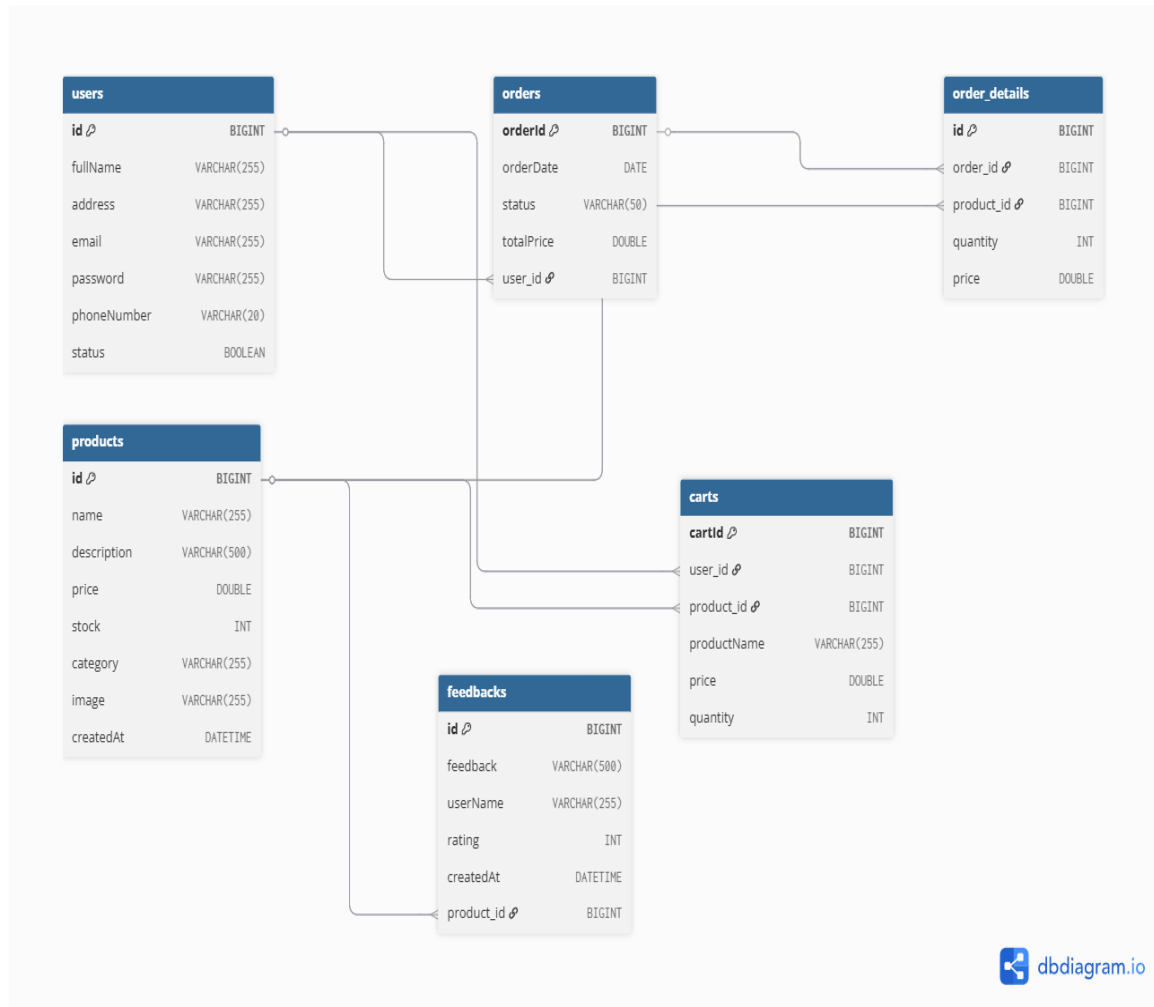 users
id BIGINT
fullName VARCHAR(255)
address VARCHAR(255)
email VARCHAR(255)
password VARCHAR(255)
phoneNumber VARCHAR(20)
status BOOLEAN
orders
orderId BIGINT
orderDate DATE
status VARCHAR(50)
totalPrice DOUBLE
user_id BIGINT
order_details
id BIGINT
order_id BIGINT
product_id BIGINT
quantity INT
price DOUBLE
products
id BIGINT
name VARCHAR(255)
description VARCHAR(500)
price DOUBLE
stock INT
category VARCHAR(255)
image VARCHAR(255)
createdAt DATETIME
carts
cartId BIGINT
user_id BIGINT
product_id BIGINT
productName VARCHAR(255)
price DOUBLE
quantity INT
feedbacks
id BIGINT
feedback VARCHAR(500)
userName VARCHAR(255)
rating INT
createdAt DATETIME
product_id BIGINT
dbdiagram.io